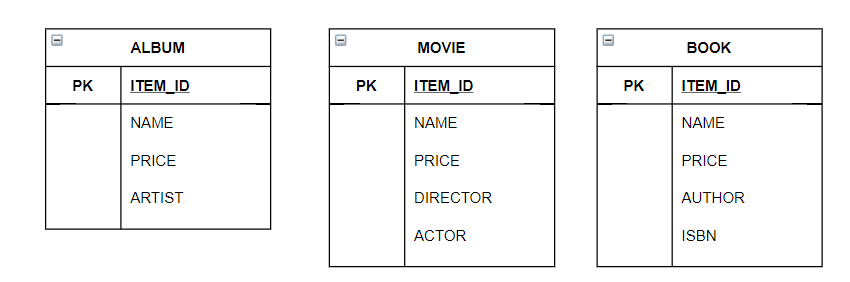 ALBUM
PK ITEM_ID
NAME
PRICE
ARTIST
MOVIE
PK ITEM_ID
NAME
PRICE
DIRECTOR
ACTOR
BOOK
PK ITEM_ID
NAME
PRICE
AUTHOR
ISBN